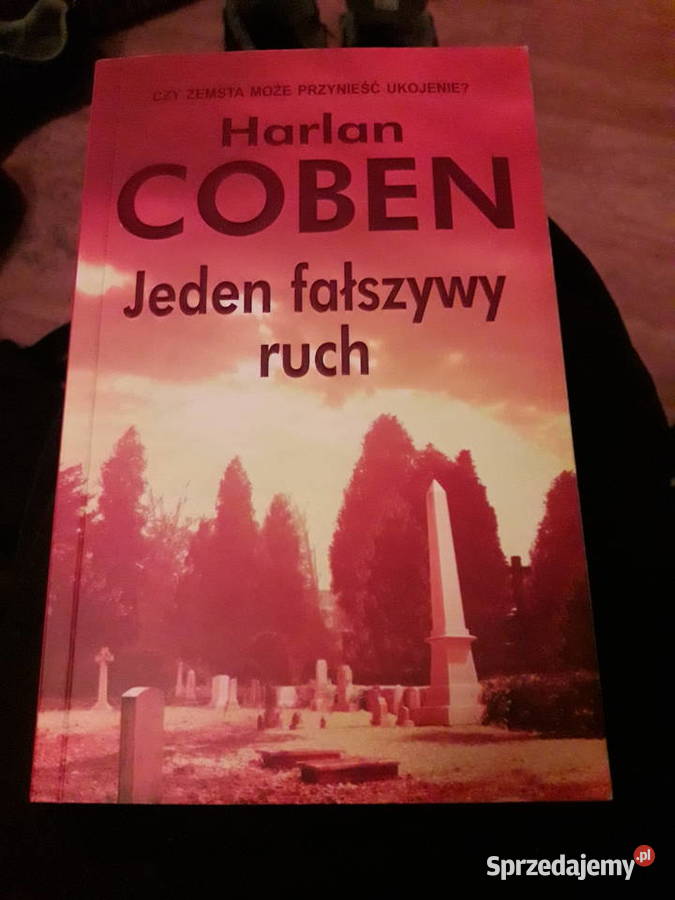 CZY ZEMSTA MOŻE PRZYNIEŚĆ UKOJENIE?
Harlan
COBEN
Jeden fałszywy
ruch
Sprzedajemy.pl